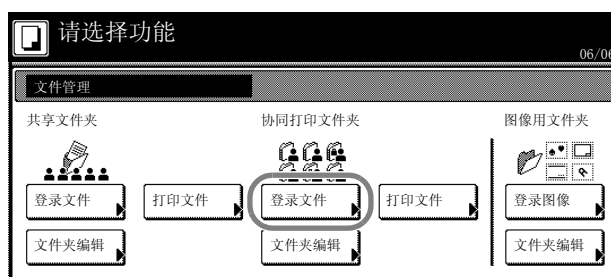 请选择功能
06/06
文件管理
共享文件夹 协同打印文件夹 图像用文件夹
登录文件 打印文件 登录文件 打印文件 登录图像
文件夹编辑 文件夹编辑 文件夹编辑